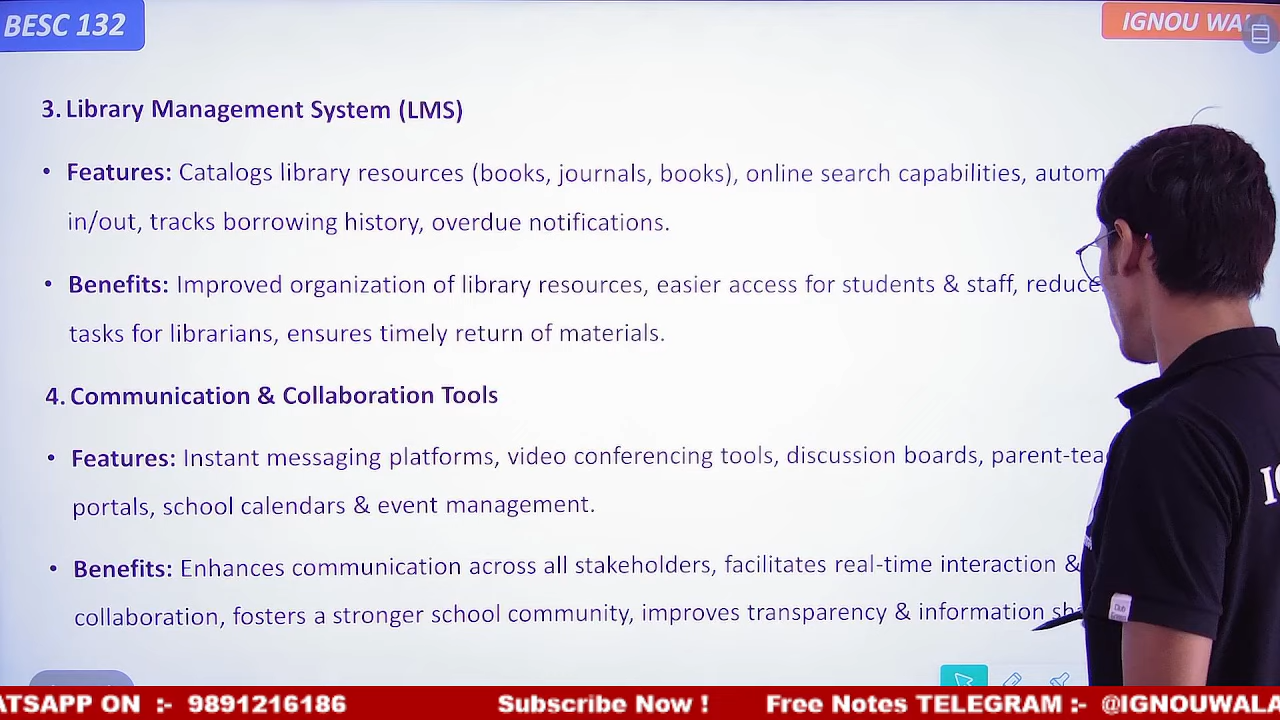 BESC 132
IGNOU WALA
3. Library Management System (LMS)
• Features: Catalogs library resources (books, journals, books), online search capabilities, autom
in/out, tracks borrowing history, overdue notifications.
• Benefits: Improved organization of library resources, easier access for students & staff, reduce
tasks for librarians, ensures timely return of materials.
4. Communication & Collaboration Tools
• Features: Instant messaging platforms, video conferencing tools, discussion boards, parent-tea
portals, school calendars & event management.
• Benefits: Enhances communication across all stakeholders, facilitates real-time interaction &
collaboration, fosters a stronger school community, improves transparency & information sha
ATSAPP ON :- 9891216186 Subscribe Now ! Free Notes TELEGRAM :- @IGNOUWALA